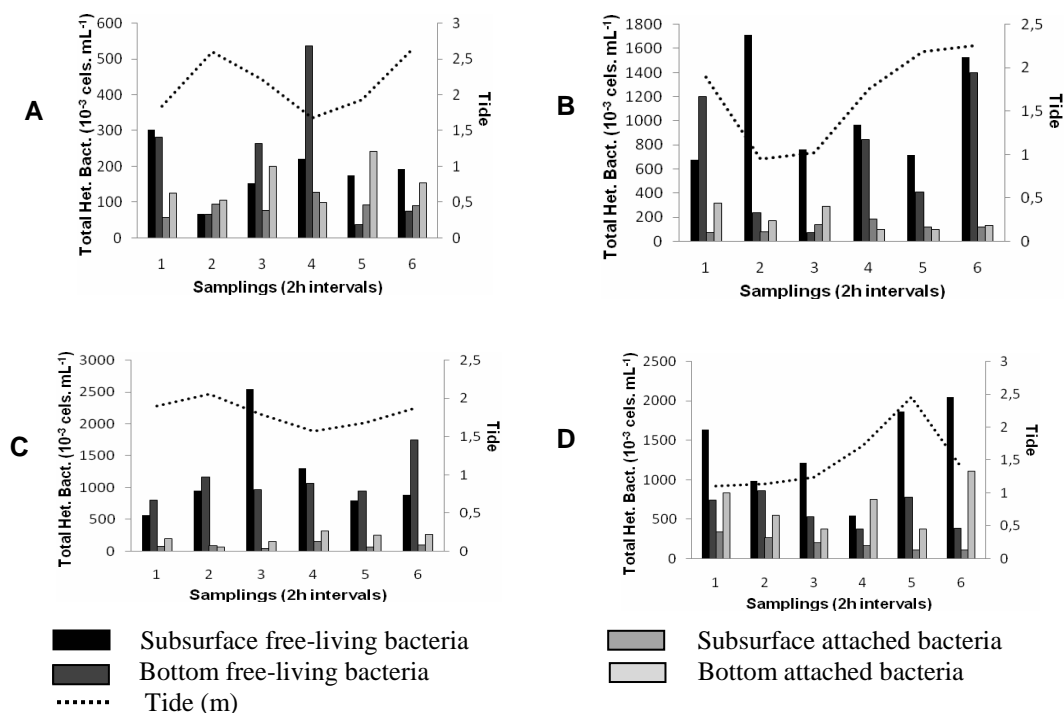 A
Total Het. Bact. (10-3 cels. mL-1)
600
500
400
300
200
100
0
3
2,5
2
1,5
1
0,5
0
Tide
1 2 3 4 5 6
Samplings (2h intervals)
B
Total Het. Bact. (10-3 cels. mL-1)
1800
1600
1400
1200
1000
800
600
400
200
0
2,5
2
1,5
1
0,5
0
Tide
1 2 3 4 5 6
Samplings (2h intervals)
C
Total Het. Bact. (10-3 cels. mL-1)
3000
2500
2000
1500
1000
500
0
2,5
2
1,5
1
0,5
0
Tide
1 2 3 4 5 6
Samplings (2h intervals)
D
Total Het. Bact. (10-3 cels. mL-1)
2500
2000
1500
1000
500
0
3
2,5
2
1,5
1
0,5
0
Tide
1 2 3 4 5 6
Samplings (2h intervals)
Subsurface free-living bacteria
Bottom free-living bacteria
Tide (m)
Subsurface attached bacteria
Bottom attached bacteria